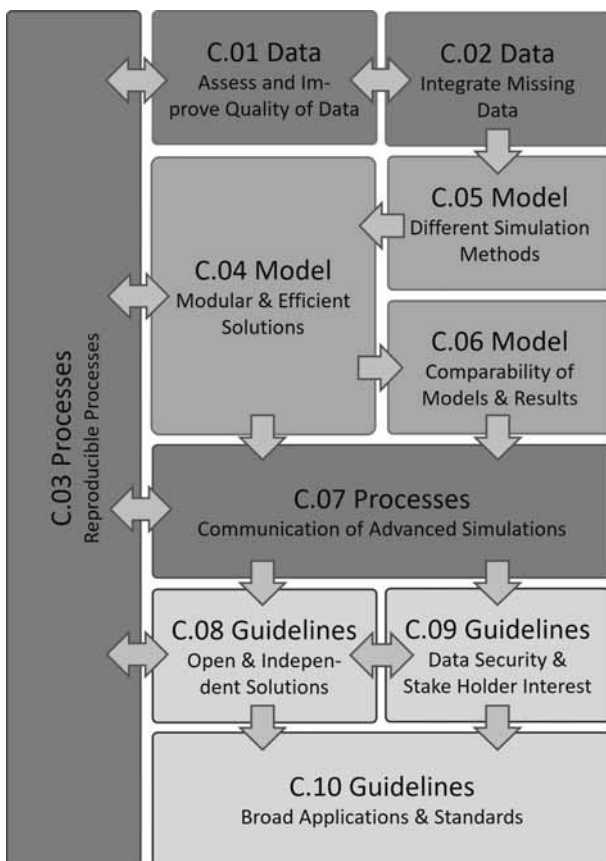 C.03 Processes
Reproducible Processes
C.01 Data
Assess and Im-
prove Quality of Data
C.02 Data
Integrate Missing
Data
C.05 Model
Different Simulation
Methods
C.04 Model
Modular & Efficient
Solutions
C.06 Model
Comparability of
Models & Results
C.07 Processes
Communication of Advanced Simulations
C.08 Guidelines
Open & Indepen-
dent Solutions
C.09 Guidelines
Data Security &
Stake Holder Interest
C.10 Guidelines
Broad Applications & Standards